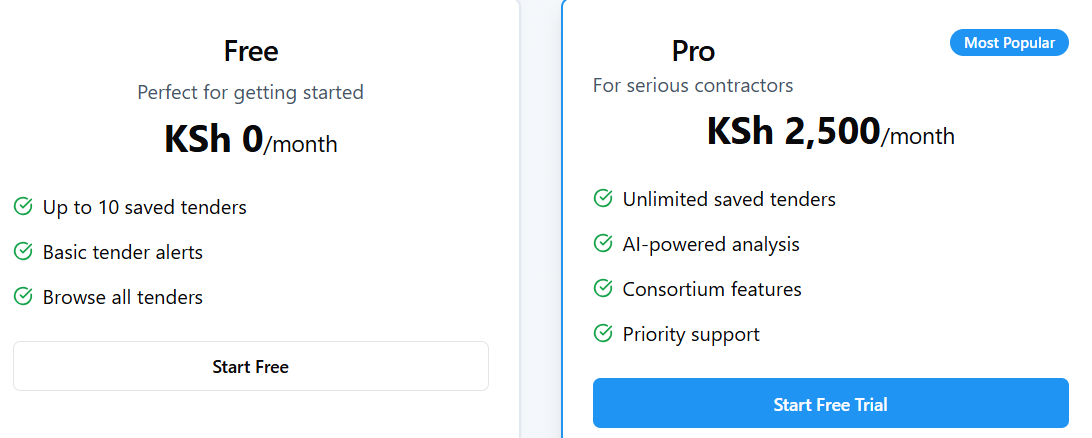 Free
Perfect for getting started
KSh 0/month
Up to 10 saved tenders
Basic tender alerts
Browse all tenders
Start Free
Pro
Most Popular
For serious contractors
KSh 2,500/month
Unlimited saved tenders
AI-powered analysis
Consortium features
Priority support
Start Free Trial